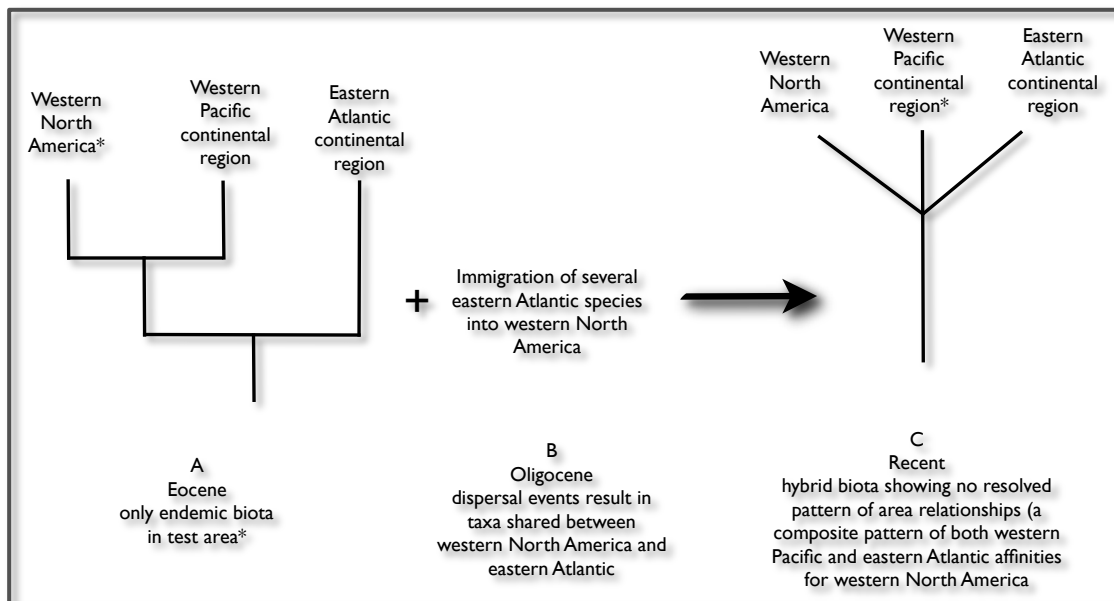 Western
North
America*
Western
Pacific
continental
region
Eastern
Atlantic
continental
region
+
Immigration of several
eastern Atlantic species
into western North
America
Western
North
America
Western
Pacific
continental
region*
Eastern
Atlantic
continental
region
A
Eocene
only endemic biota
in test area*
B
Oligocene
dispersal events result in
taxa shared between
western North America and
eastern Atlantic
C
Recent
hybrid biota showing no resolved
pattern of area relationships (a
composite pattern of both western
Pacific and eastern Atlantic affinities
for western North America